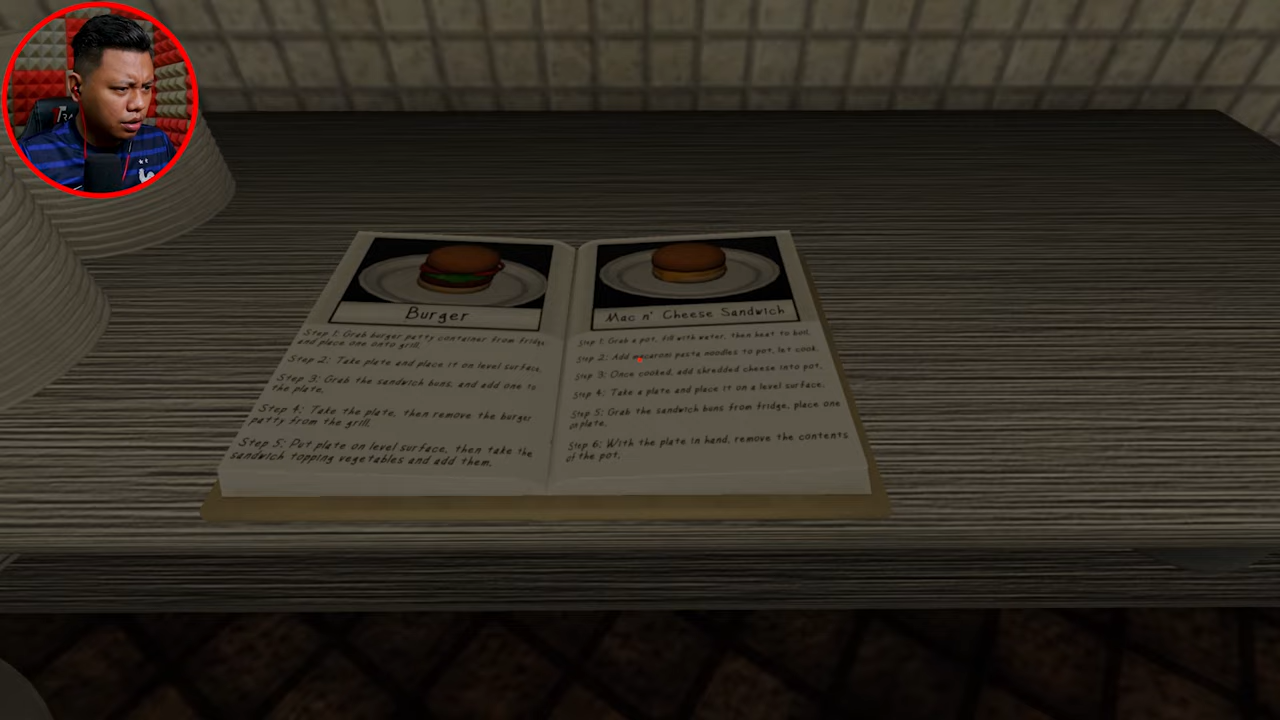 Burger
Step 1: Grab burger patty container from fridge
and place one onto grill.
Step 2: Take plate and place it on level surface.
Step 3: Grab the sandwich buns, and add one to
the plate.
Step 4: Take the plate, then remove the burger
patty from the grill.
Step 5: Put plate on level surface, then take the
sandwich topping vegetables and add them.
Mac n' Cheese Sandwich
Step 1: Grab a pot, fill with water, then heat to boil.
Step 2: Add macaroni pasta noodles to pot, let cook.
Step 3: Once cooked, add shredded cheese into pot.
Step 4: Take a plate and place it on a level surface.
Step 5: Grab the sandwich buns from fridge, place one
on plate.
Step 6: With the plate in hand, remove the contents
of the pot.